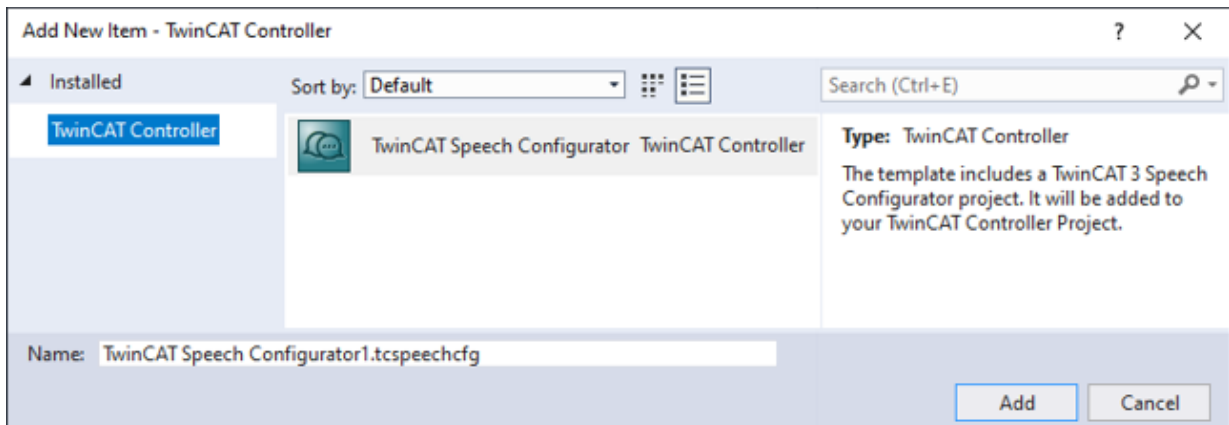 Add New Item - TwinCAT Controller
?
Installed
Sort by: Default
Search (Ctrl+E)
TwinCAT Controller
TwinCAT Speech Configurator TwinCAT Controller
Type: TwinCAT Controller
The template includes a TwinCAT 3 Speech
Configurator project. It will be added to
your TwinCAT Controller Project.
Name: TwinCAT Speech Configurator1.tcspeechcfg
Add Cancel